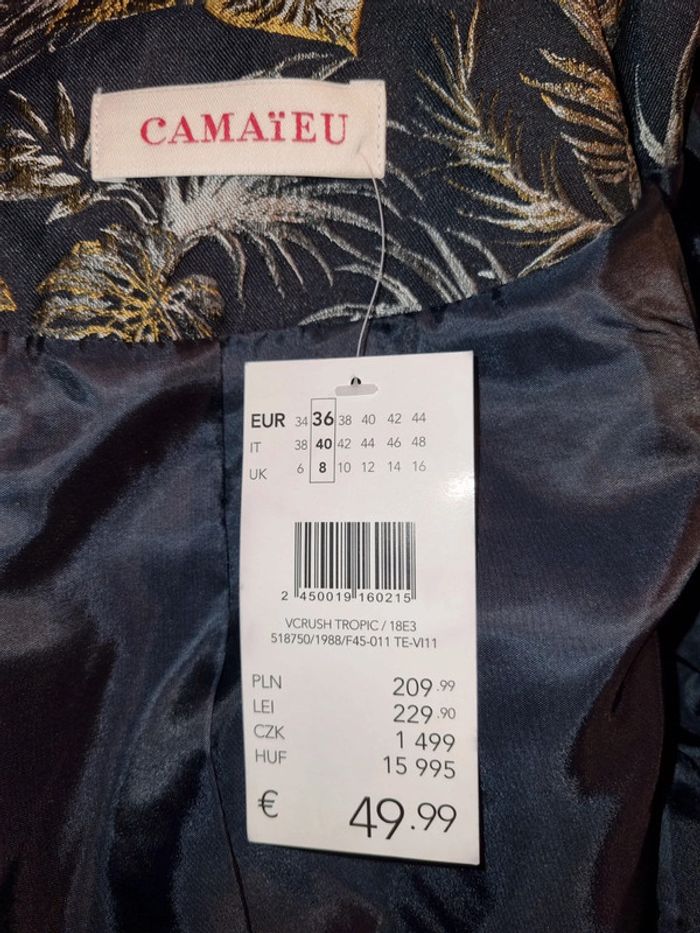 CAMAïEU
EUR 34 36 38 40 42 44
IT 38 40 42 44 46 48
UK 6 8 10 12 14 16
2 450019 160215
VCRUSH TROPIC / 18E3
518750/1988/F45-011 TE-VI11
PLN 209.99
LEI 229.90
CZK 1 499
HUF 15 995
€ 49.99